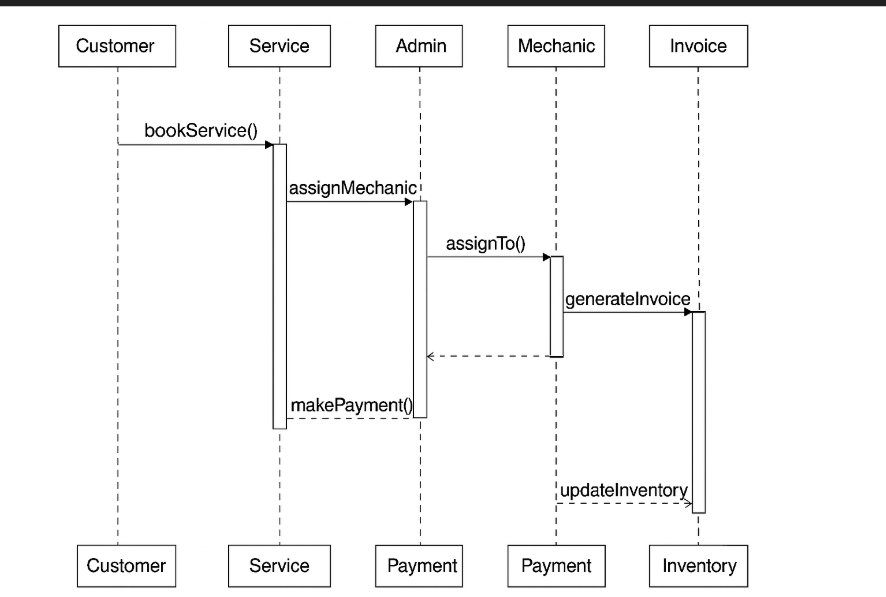 Customer
Service
Admin
Mechanic
Invoice
bookService()
assignMechanic
assignTo()
generateInvoice
makePayment()
updateInventory
Customer
Service
Payment
Payment
Inventory